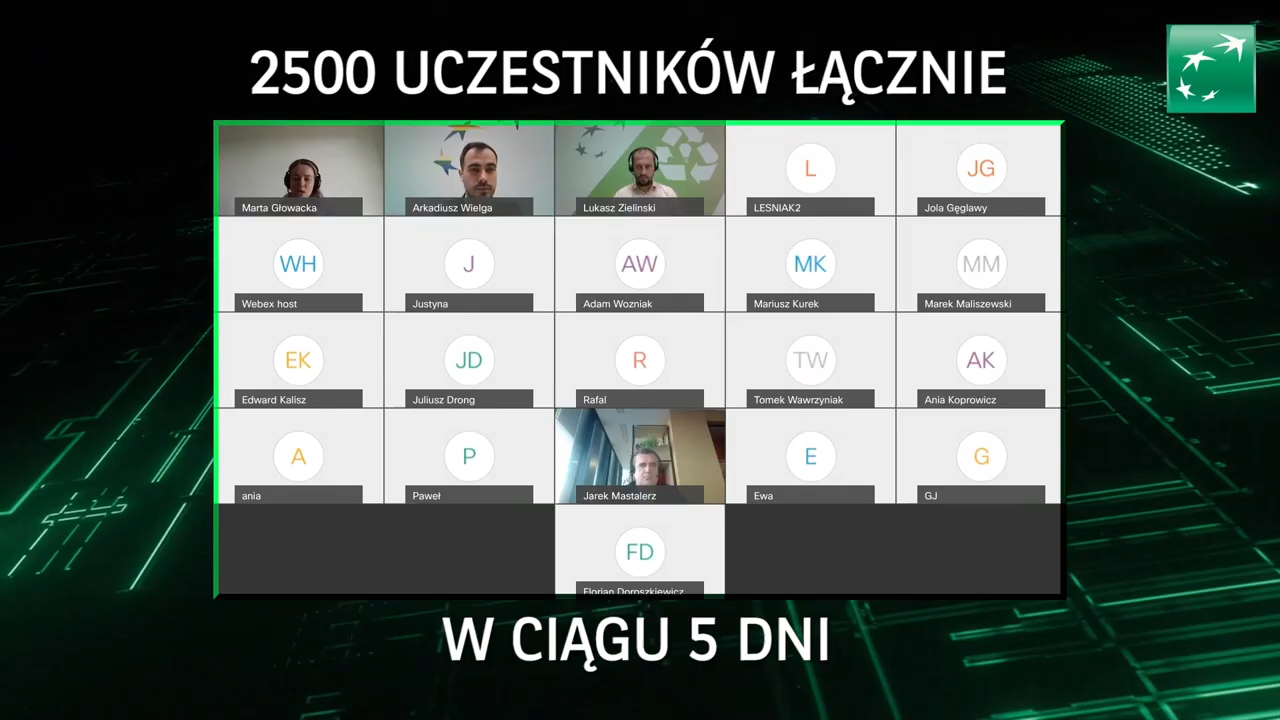 2500 UCZESTNIKÓW ŁĄCZNIE
Marta Głowacka
Arkadiusz Wielga
Lukasz Zielinski
L
LESNIAK2
JG
Jola Gęglawy
WH
Webex host
J
Justyna
AW
Adam Wozniak
MK
Mariusz Kurek
MM
Marek Maliszewski
EK
Edward Kalisz
JD
Juliusz Drong
R
Rafal
TW
Tomek Wawrzyniak
AK
Ania Koprowicz
A
ania
P
Paweł
Jarek Mastalerz
E
Ewa
G
GJ
FD
Florian Doroszkiewicz
W CIĄGU 5 DNI